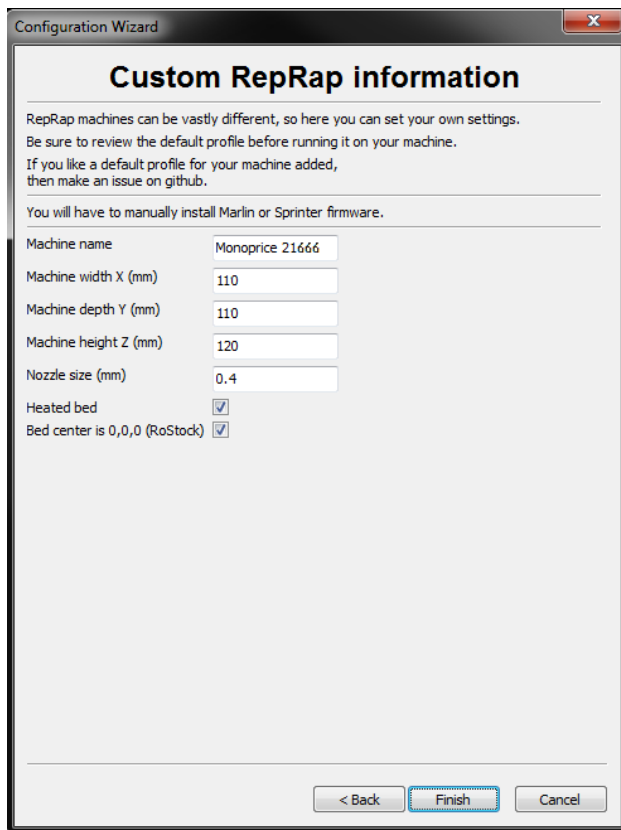 Configuration Wizard
x
Custom RepRap information
RepRap machines can be vastly different, so here you can set your own settings.
Be sure to review the default profile before running it on your machine.
If you like a default profile for your machine added,
then make an issue on github.
You will have to manually install Marlin or Sprinter firmware.
Machine name Monoprice 21666
Machine width X (mm) 110
Machine depth Y (mm) 110
Machine height Z (mm) 120
Nozzle size (mm) 0.4
Heated bed
Bed center is 0,0,0 (RoStock)
< Back Finish Cancel